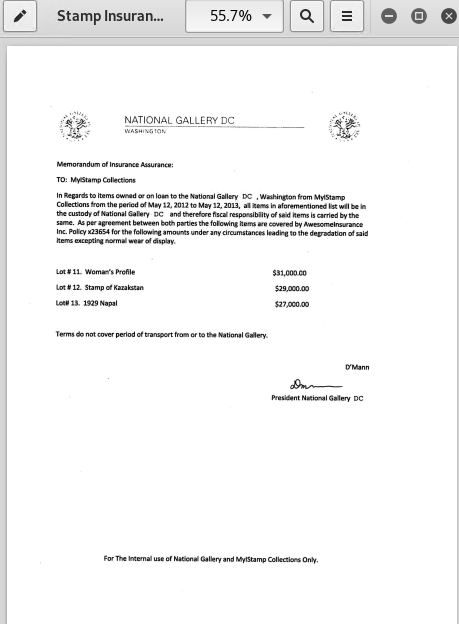 Stamp Insuran... 55.7%
NATIONAL GALLERY DC
WASHINGTON
Memorandum of Insurance Assurance:
TO: MyIStamp Collections
In Regards to items owned or on loan to the National Gallery DC , Washington from MyIStamp
Collections from the period of May 12, 2012 to May 12, 2013, all items in aforementioned list will be in
the custody of National Gallery DC and therefore fiscal responsibility of said items is carried by the
same. As per agreement between both parties the following items are covered by AwesomeInsurance
Inc. Policy x23654 for the following amounts under any circumstances leading to the degradation of said
items excepting normal wear of display.
Lot # 11. Woman's Profile $31,000.00
Lot # 12. Stamp of Kazakstan $29,000.00
Lot# 13. 1929 Napal $27,000.00
Terms do not cover period of transport from or to the National Gallery.
D'Mann
President National Gallery DC
For The Internal use of National Gallery and MyIStamp Collections Only.